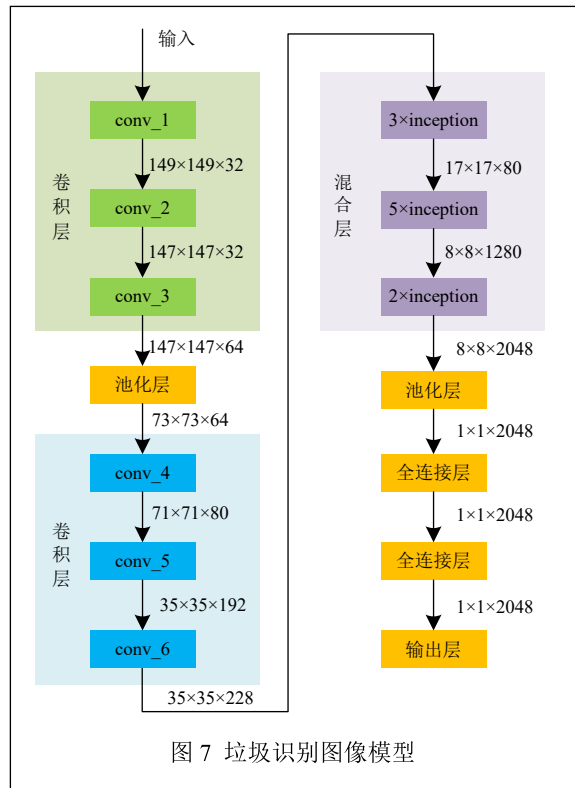 输入
卷积层
conv_1
149×149×32
conv_2
147×147×32
conv_3
147×147×64
池化层
73×73×64
卷积层
conv_4
71×71×80
conv_5
35×35×192
conv_6
35×35×228
混合层
3×inception
17×17×80
5×inception
8×8×1280
2×inception
8×8×2048
池化层
1×1×2048
全连接层
1×1×2048
全连接层
1×1×2048
输出层
图 7 垃圾识别图像模型